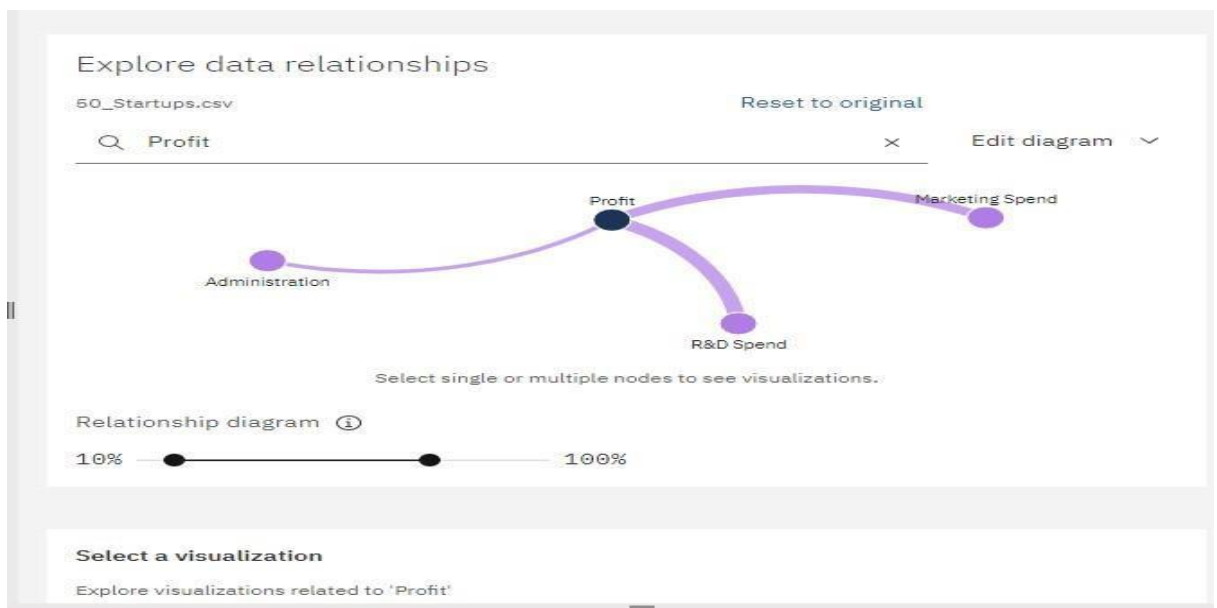 Explore data relationships
50_Startups.csv
Reset to original
Profit
Edit diagram
Profit
Marketing Spend
Administration
R&D Spend
Select single or multiple nodes to see visualizations.
Relationship diagram
10%
100%
Select a visualization
Explore visualizations related to 'Profit'